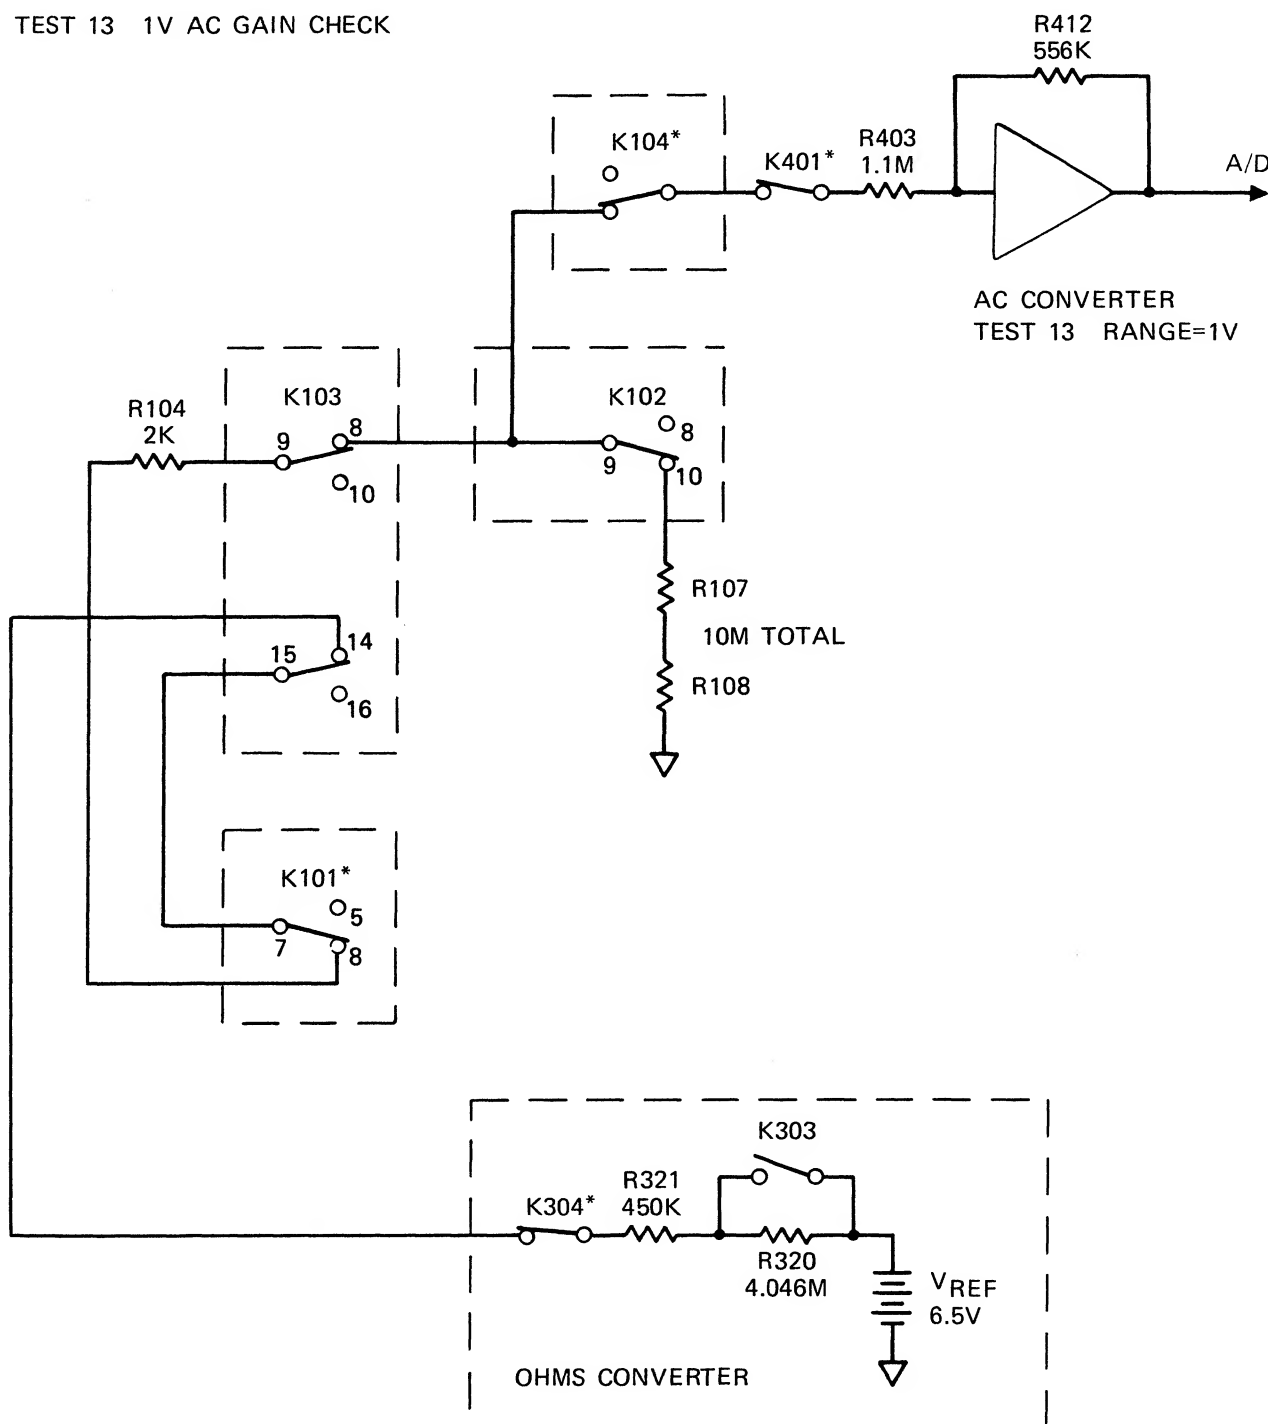 TEST 13 1V AC GAIN CHECK
R412
556K
K104*
K401*
R403
1.1M
A/D
AC CONVERTER
TEST 13 RANGE=1V
K103
R104
2K
9
8
10
K102
8
9
10
R107
10M TOTAL
R108
15
14
16
K101*
5
7
8
K303
R321
450K
K304*
R320
4.046M
VREF
6.5V
OHMS CONVERTER